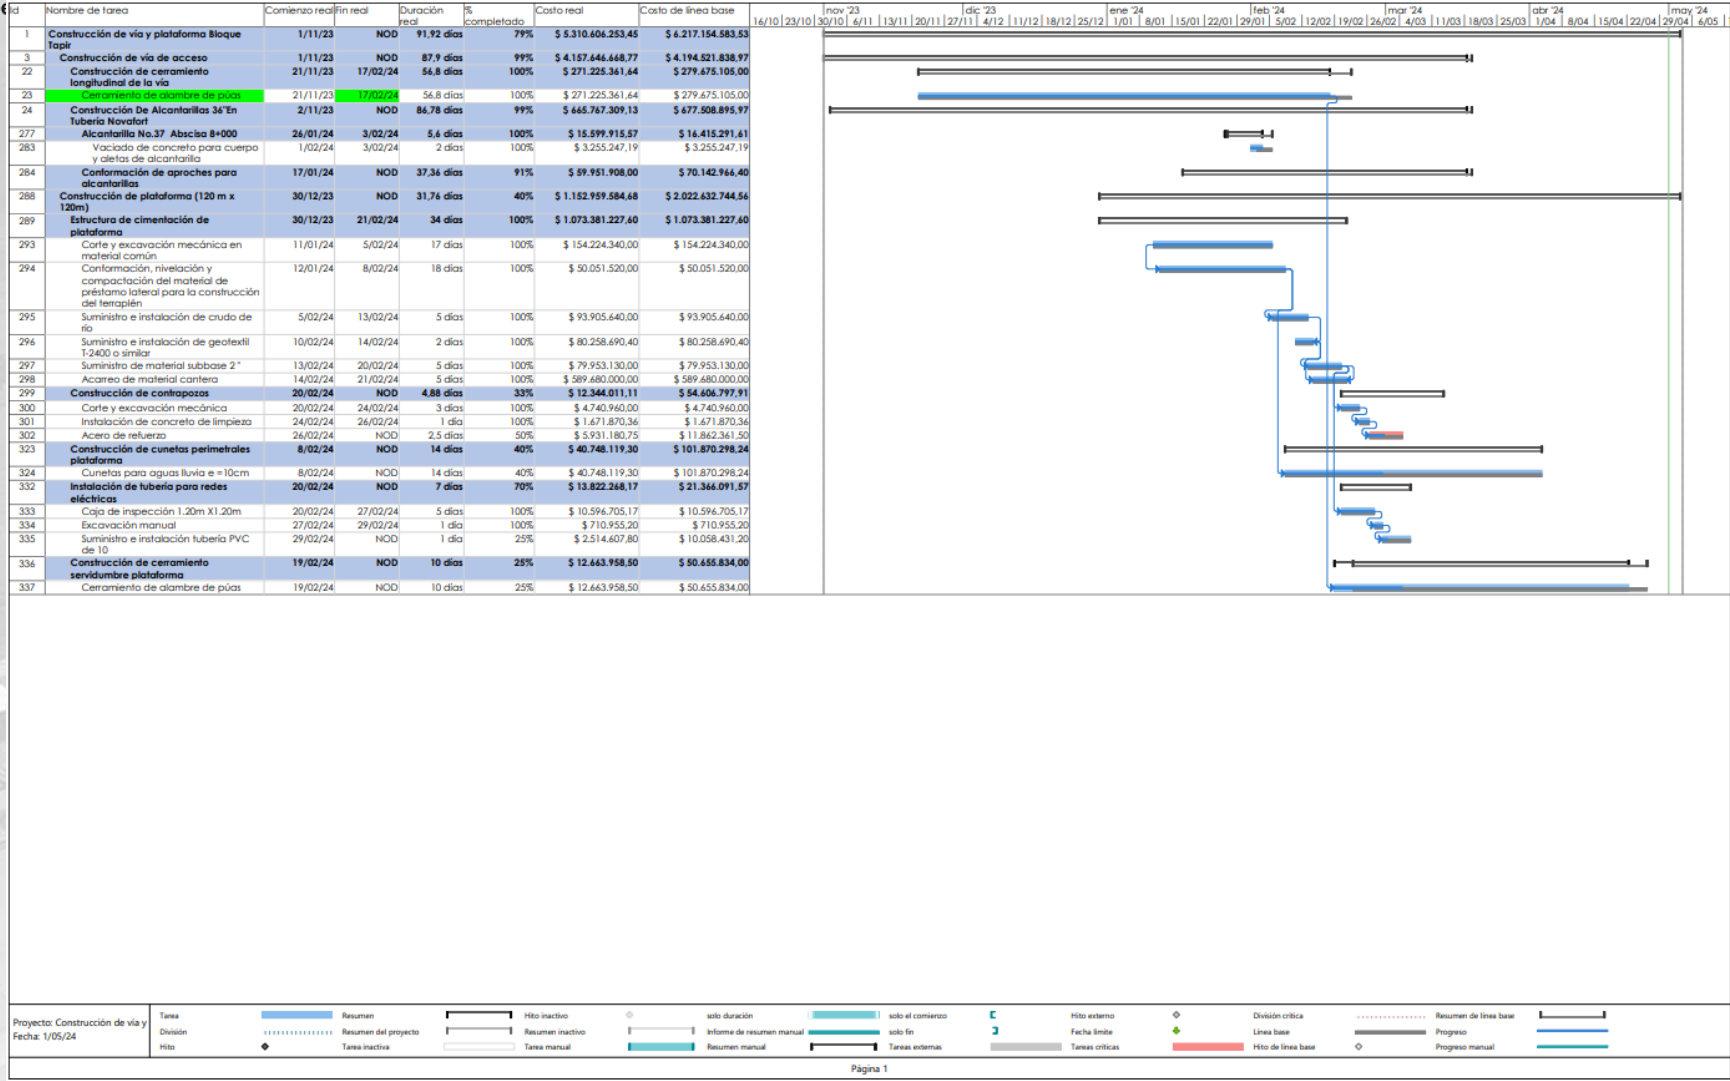 Id Nombre de tarea Comienzo real Fin real Duración real % completado Costo real Costo de línea base
nov '23 dic '23 ene '24 feb '24 mar '24 abr '24 may '24
16/10 23/10 30/10 6/11 13/11 20/11 27/11 4/12 11/12 18/12 25/12 1/01 8/01 15/01 22/01 29/01 5/02 12/02 19/02 26/02 4/03 11/03 18/03 25/03 1/04 8/04 15/04 22/04 29/04 6/05
1 Construcción de vía y plataforma Bloque Tapir 1/11/23 NOD 91,92 días 79% $ 5.310.606.253,45 $ 6.217.154.583,53
3 Construcción de vía de acceso 1/11/23 NOD 87,9 días 99% $ 4.157.646.668,77 $ 4.194.521.838,97
22 Construcción de cerramiento longitudinal de la vía 21/11/23 17/02/24 56,8 días 100% $ 271.225.361,64 $ 279.675.105,00
23 Cerramiento de alambre de púas 21/11/23 17/02/24 56,8 días 100% $ 271.225.361,64 $ 279.675.105,00
24 Construcción De Alcantarillas 36"En Tubería Novafort 2/11/23 NOD 86,78 días 99% $ 665.767.309,13 $ 677.508.895,97
277 Alcantarilla No.37 Abscisa 8+000 26/01/24 3/02/24 5,6 días 100% $ 15.599.915,57 $ 16.415.291,61
283 Vaciado de concreto para cuerpo y aletas de alcantarilla 1/02/24 3/02/24 2 días 100% $ 3.255.247,19 $ 3.255.247,19
284 Conformación de aproches para alcantarillas 17/01/24 NOD 37,36 días 91% $ 59.951.908,00 $ 70.142.966,40
288 Construcción de plataforma (120 m x 120m) 30/12/23 NOD 31,76 días 40% $ 1.152.959.584,68 $ 2.022.632.744,56
289 Estructura de cimentación de plataforma 30/12/23 21/02/24 34 días 100% $ 1.073.381.227,60 $ 1.073.381.227,60
293 Corte y excavación mecánica en material común 11/01/24 5/02/24 17 días 100% $ 154.224.340,00 $ 154.224.340,00
294 Conformación, nivelación y compactación del material de préstamo lateral para la construcción del terraplén 12/01/24 8/02/24 18 días 100% $ 50.051.520,00 $ 50.051.520,00
295 Suministro e instalación de crudo de río 5/02/24 13/02/24 5 días 100% $ 93.905.640,00 $ 93.905.640,00
296 Suministro e instalación de geotextil T-2400 o similar 10/02/24 14/02/24 2 días 100% $ 80.258.690,40 $ 80.258.690,40
297 Suministro de material subbase 2 " 13/02/24 20/02/24 5 días 100% $ 79.953.130,00 $ 79.953.130,00
298 Acarreo de material cantera 14/02/24 21/02/24 5 días 100% $ 589.680.000,00 $ 589.680.000,00
299 Construcción de contrapozos 20/02/24 NOD 4,88 días 33% $ 12.344.011,11 $ 54.606.797,91
300 Corte y excavación mecánica 20/02/24 24/02/24 3 días 100% $ 4.740.960,00 $ 4.740.960,00
301 Instalación de concreto de limpieza 24/02/24 26/02/24 1 día 100% $ 1.671.870,36 $ 1.671.870,36
302 Acero de refuerzo 26/02/24 NOD 2,5 días 50% $ 5.931.180,75 $ 11.862.361,50
323 Construcción de cunetas perimetrales plataforma 8/02/24 NOD 14 días 40% $ 40.748.119,30 $ 101.870.298,24
324 Cunetas para aguas lluvia e =10cm 8/02/24 NOD 14 días 40% $ 40.748.119,30 $ 101.870.298,24
332 Instalación de tubería para redes eléctricas 20/02/24 NOD 7 días 70% $ 13.822.268,17 $ 21.366.091,57
333 Caja de inspección 1,20m X1.20m 20/02/24 27/02/24 5 días 100% $ 10.596.705,17 $ 10.596.705,17
334 Excavación manual 27/02/24 29/02/24 1 día 100% $ 710.955,20 $ 710.955,20
335 Suministro e instalación tubería PVC de 10 29/02/24 NOD 1 día 25% $ 2.514.607,80 $ 10.058.431,20
336 Construcción de cerramiento servidumbre plataforma 19/02/24 NOD 10 días 25% $ 12.663.958,50 $ 50.655.834,00
337 Cerramiento de alambre de púas 19/02/24 NOD 10 días 25% $ 12.663.958,50 $ 50.655.834,00
Proyecto: Construcción de vía y
Fecha: 1/05/24
Tarea Resumen Hito inactivo solo duración solo el comienzo Hito externo División crítica Resumen de línea base
División Resumen del proyecto Resumen inactivo Informe de resumen manual solo fin Fecha límite Línea base Progreso
Hito Tarea inactiva Tarea manual Resumen manual Tareas externas Tareas críticas Hito de línea base Progreso manual
Página 1